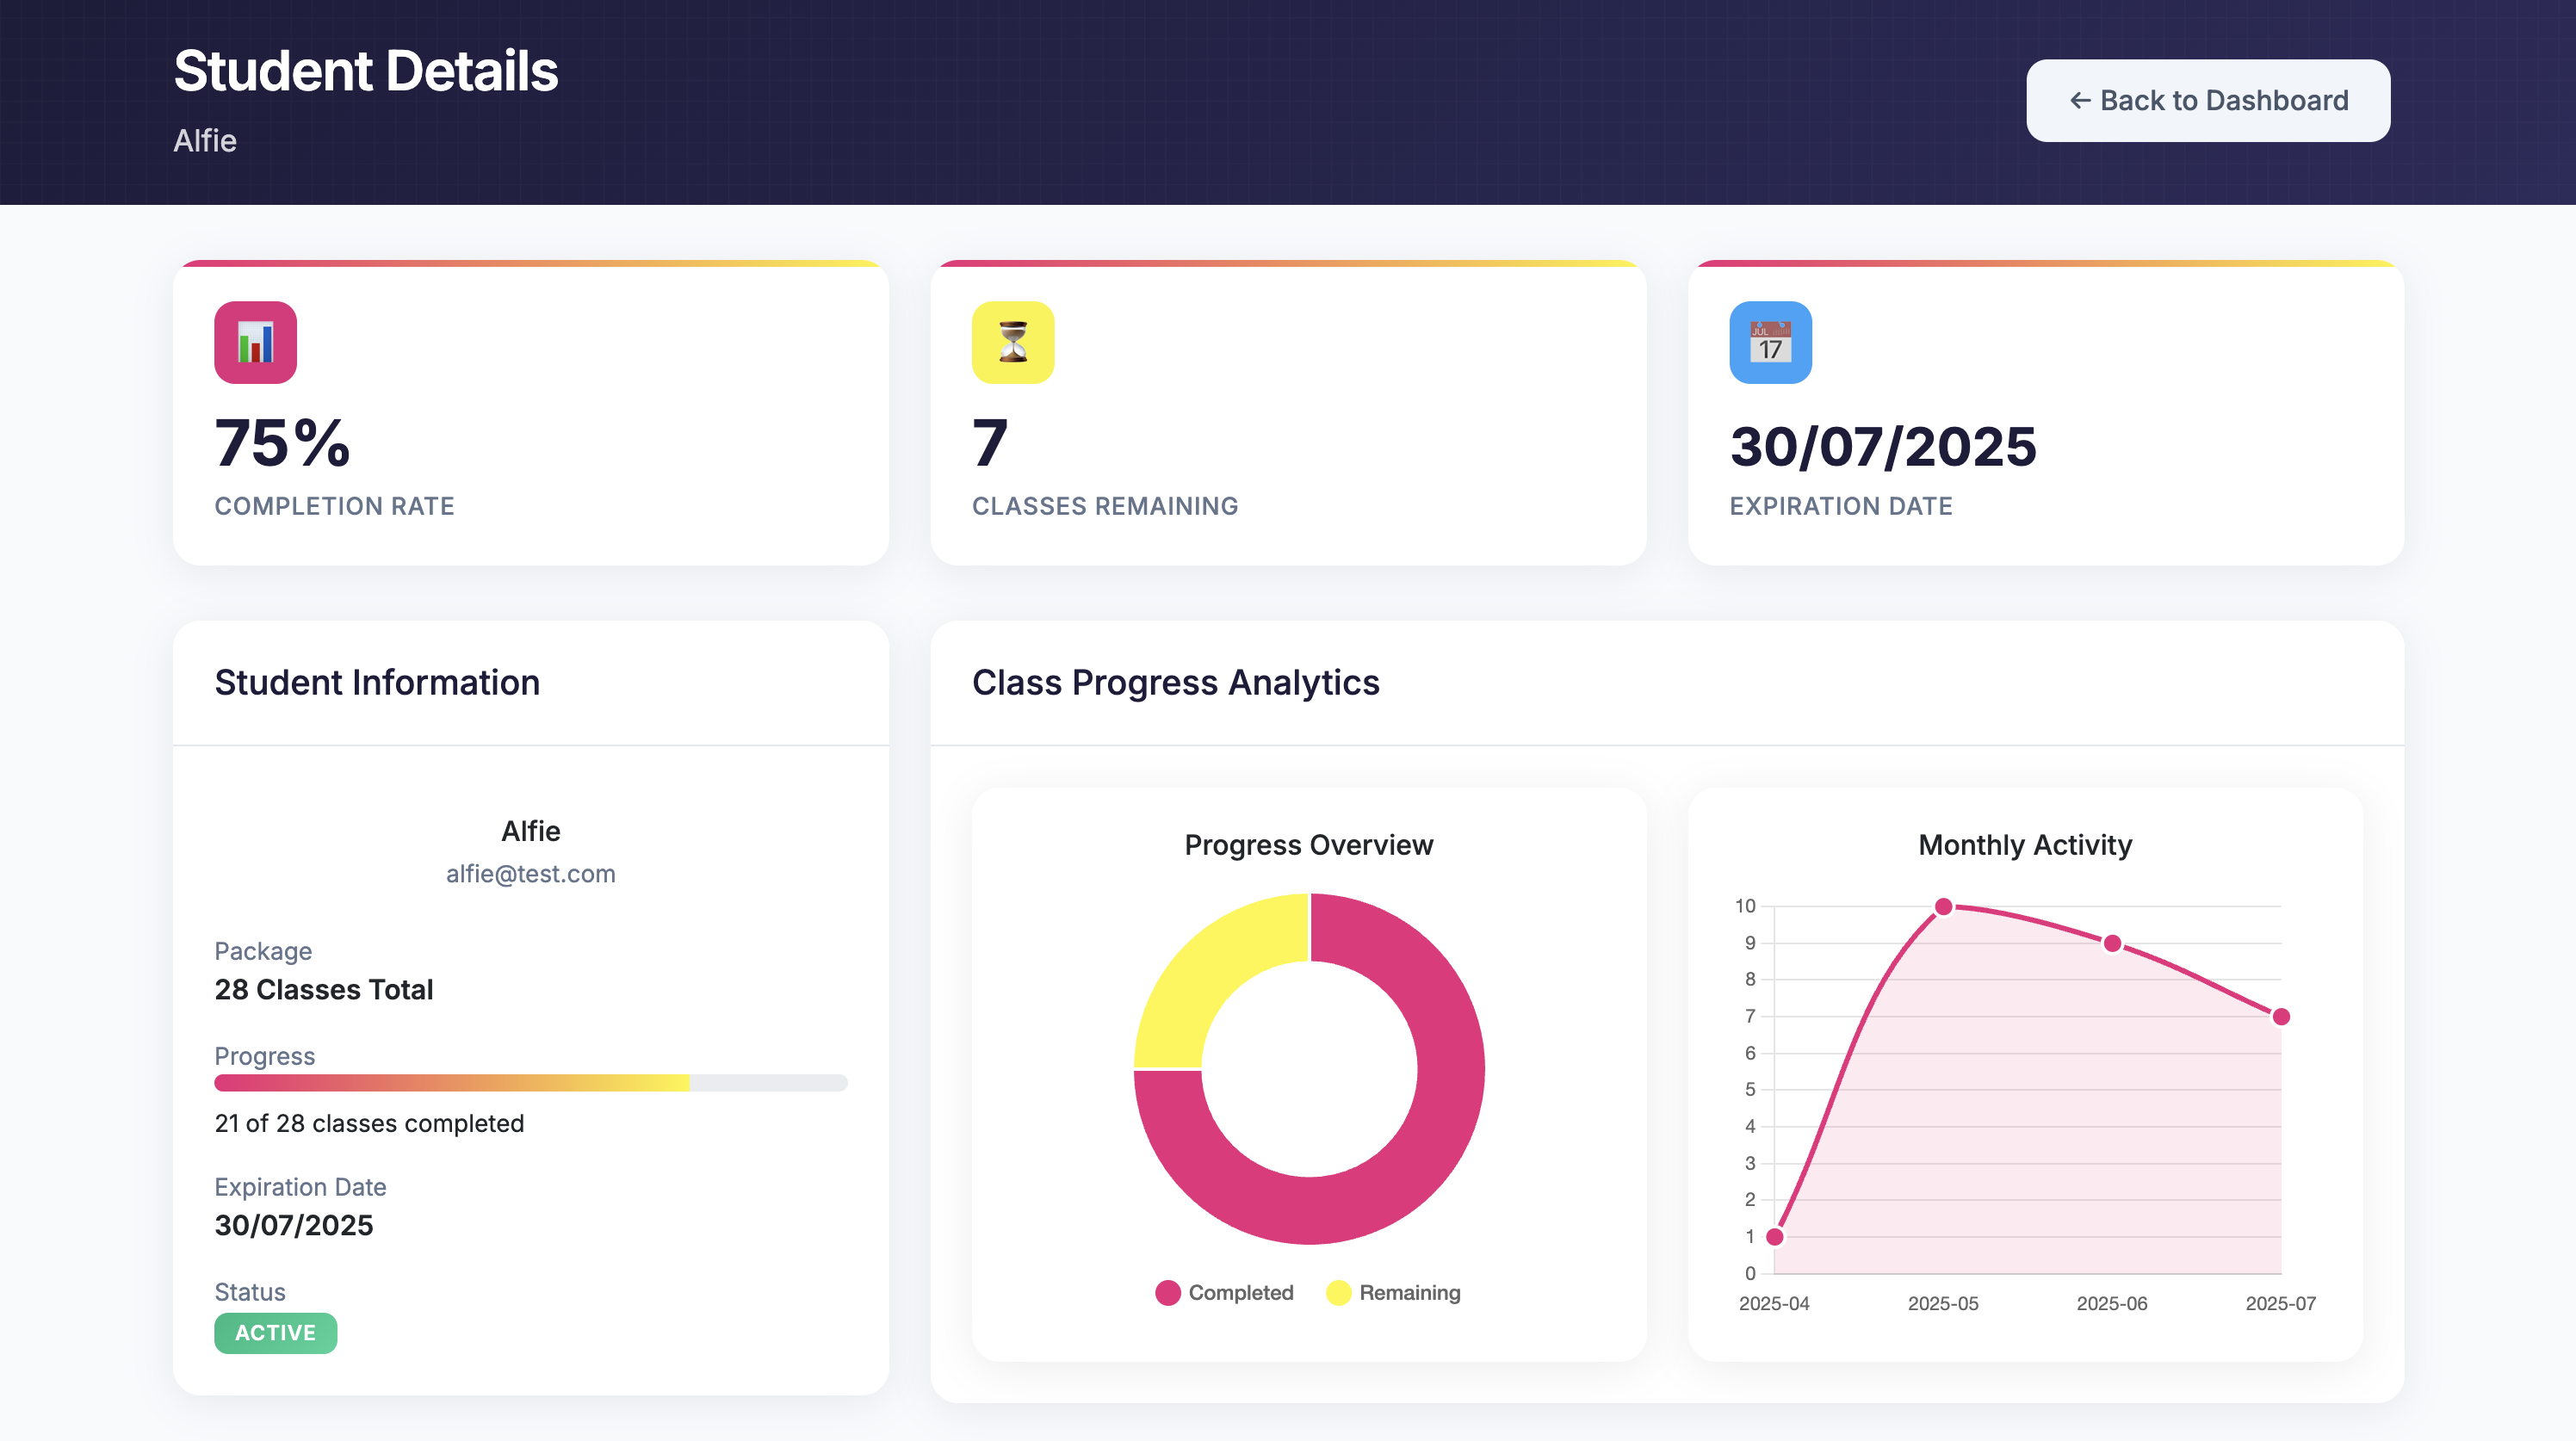 Student Details
Alfie
← Back to Dashboard
JUL
17
75%
COMPLETION RATE
7
CLASSES REMAINING
30/07/2025
EXPIRATION DATE
Student Information
Alfie
alfie@test.com
Package
28 Classes Total
Progress
21 of 28 classes completed
Expiration Date
30/07/2025
Status
ACTIVE
Class Progress Analytics
Progress Overview
Completed
Remaining
Monthly Activity
10
9
8
7
6
5
4
3
2
1
0
2025-04
2025-05
2025-06
2025-07